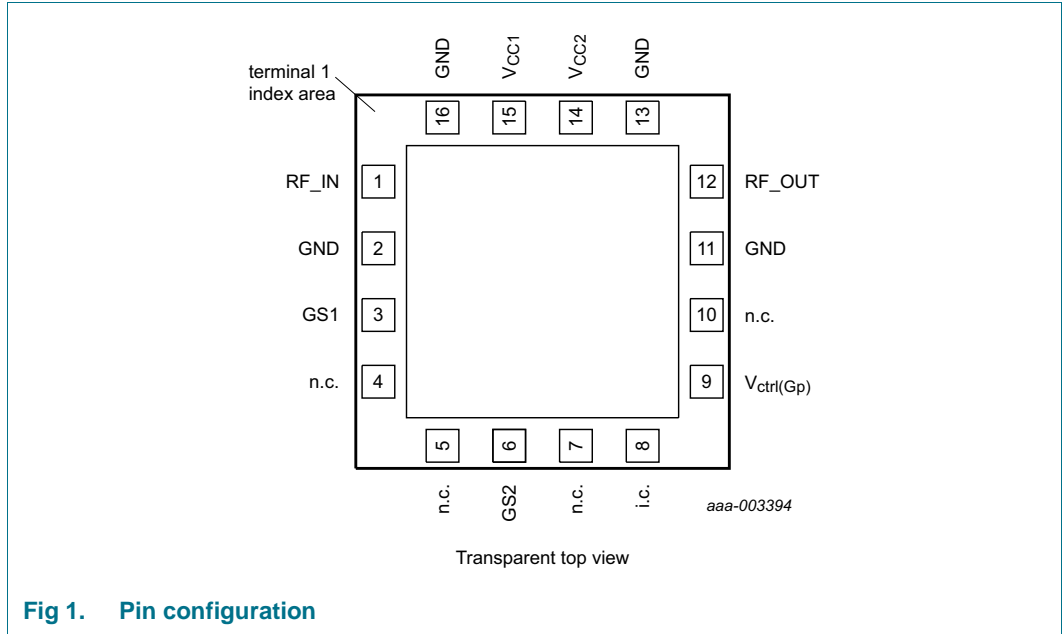 GND
VCC1
VCC2
GND
terminal 1
index area
16
15
14
13
RF_IN
1
12
RF_OUT
GND
2
11
GND
GS1
3
10
n.c.
n.c.
4
9
Vctrl(Gp)
5
6
7
8
n.c.
GS2
n.c.
i.c.
aaa-003394
Transparent top view
Fig 1. Pin configuration